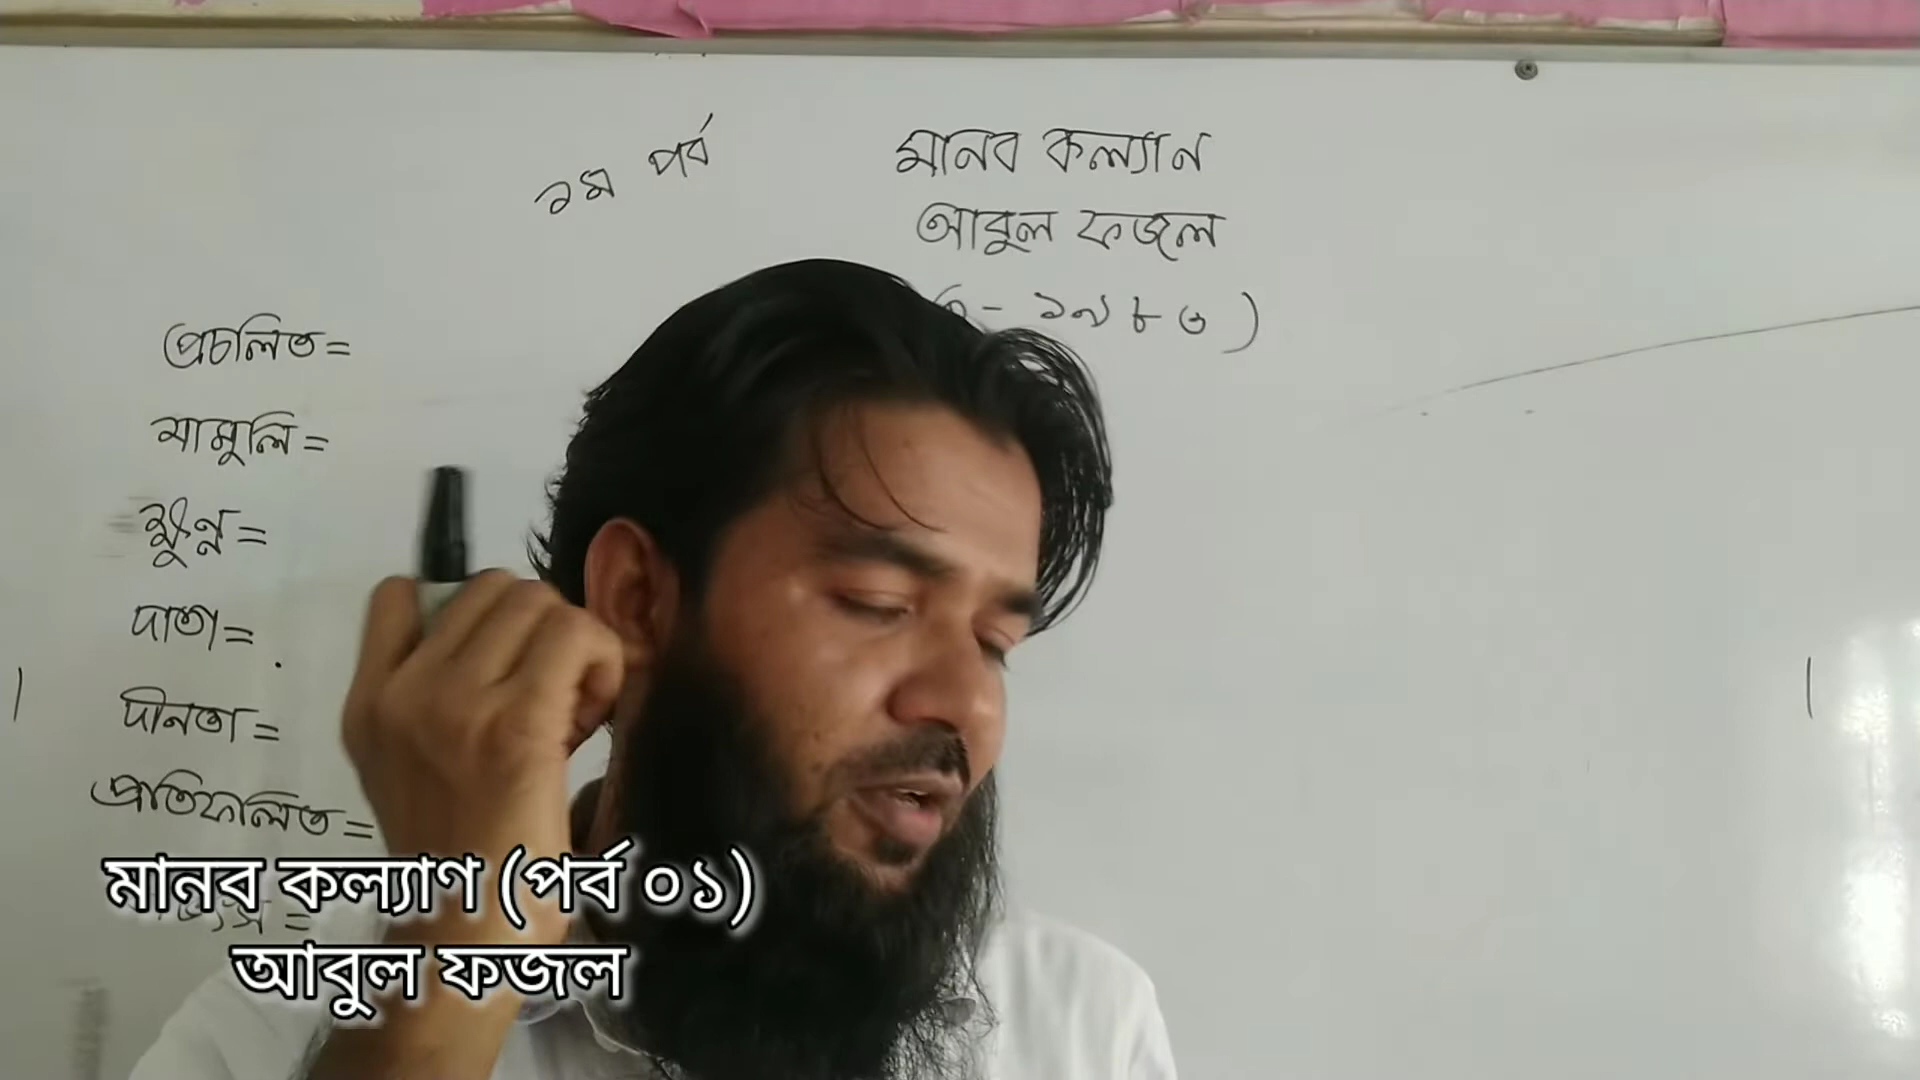 ১ম পর্ব
মানব কল্যান
আবুল ফজল
- ১৯৮৩)
প্রচলিত =
মামুলি =
ক্ষুন্ন =
দাতা =
দীনতা =
প্রতিফলিত =
মানব কল্যাণ (পর্ব ০১)
আবুল ফজল